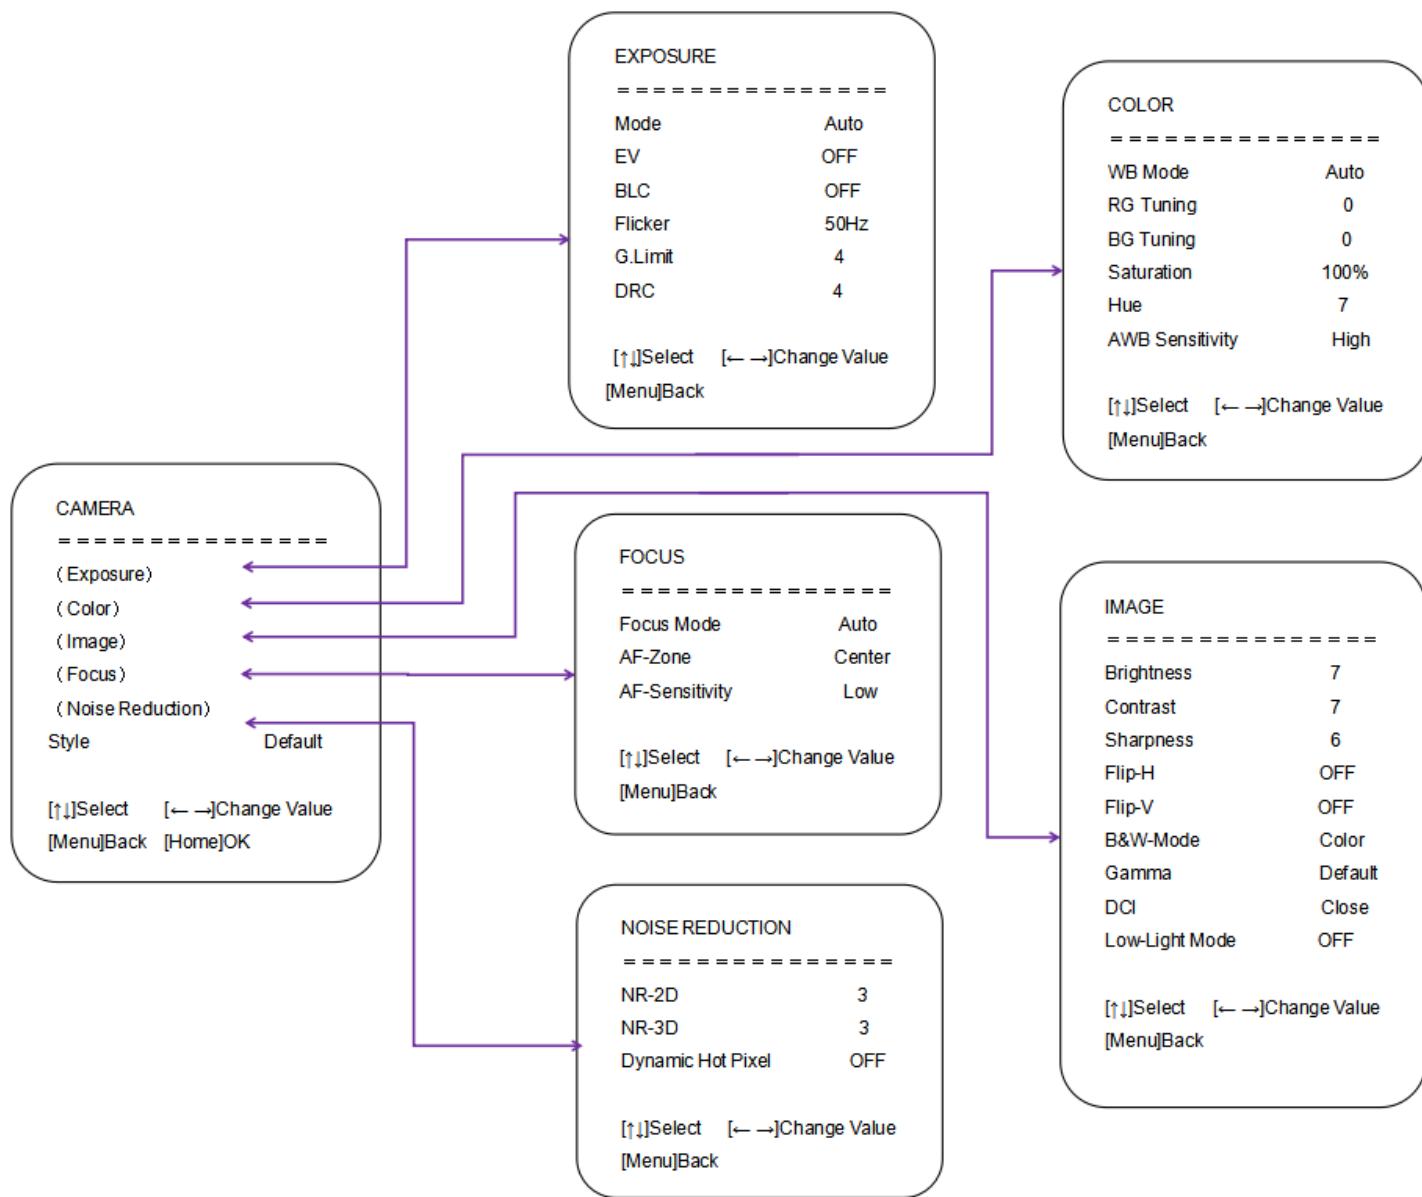 EXPOSURE
===============
Mode Auto
EV OFF
BLC OFF
Flicker 50Hz
G.Limit 4
DRC 4
[↑↓]Select [← →]Change Value
[Menu]Back
COLOR
===============
WB Mode Auto
RG Tuning 0
BG Tuning 0
Saturation 100%
Hue 7
AWB Sensitivity High
[↑↓]Select [← →]Change Value
[Menu]Back
CAMERA
===============
(Exposure)
(Color)
(Image)
(Focus)
(Noise Reduction)
Style Default
[↑↓]Select [← →]Change Value
[Menu]Back [Home]OK
FOCUS
===============
Focus Mode Auto
AF-Zone Center
AF-Sensitivity Low
[↑↓]Select [← →]Change Value
[Menu]Back
IMAGE
===============
Brightness 7
Contrast 7
Sharpness 6
Flip-H OFF
Flip-V OFF
B&W-Mode Color
Gamma Default
DCI Close
Low-Light Mode OFF
[↑↓]Select [← →]Change Value
[Menu]Back
NOISE REDUCTION
===============
NR-2D 3
NR-3D 3
Dynamic Hot Pixel OFF
[↑↓]Select [← →]Change Value
[Menu]Back